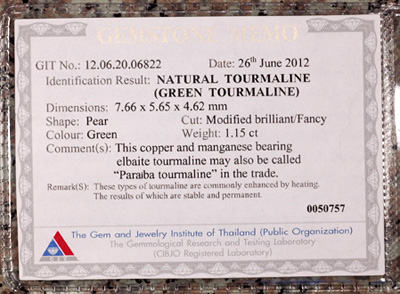 GEMSTONE MEMO
GIT No.: 12.06.20.06822 Date: 26th June 2012
Identification Result: NATURAL TOURMALINE
(GREEN TOURMALINE)
Dimensions: 7.66 x 5.65 x 4.62 mm
Shape: Pear Cut: Modified brilliant/Fancy
Colour: Green Weight: 1.15 ct
Comment(s): This copper and manganese bearing
elbaite tourmaline may also be called
"Paraiba tourmaline" in the trade.
Remark(S): These types of tourmaline are commonly enhanced by heating.
The results of which are stable and permanent.
0050757
The Gem and Jewelry Institute of Thailand (Public Organization)
The Gemmological Research and Testing Laboratory
(CIBJO Registered Laboratory)